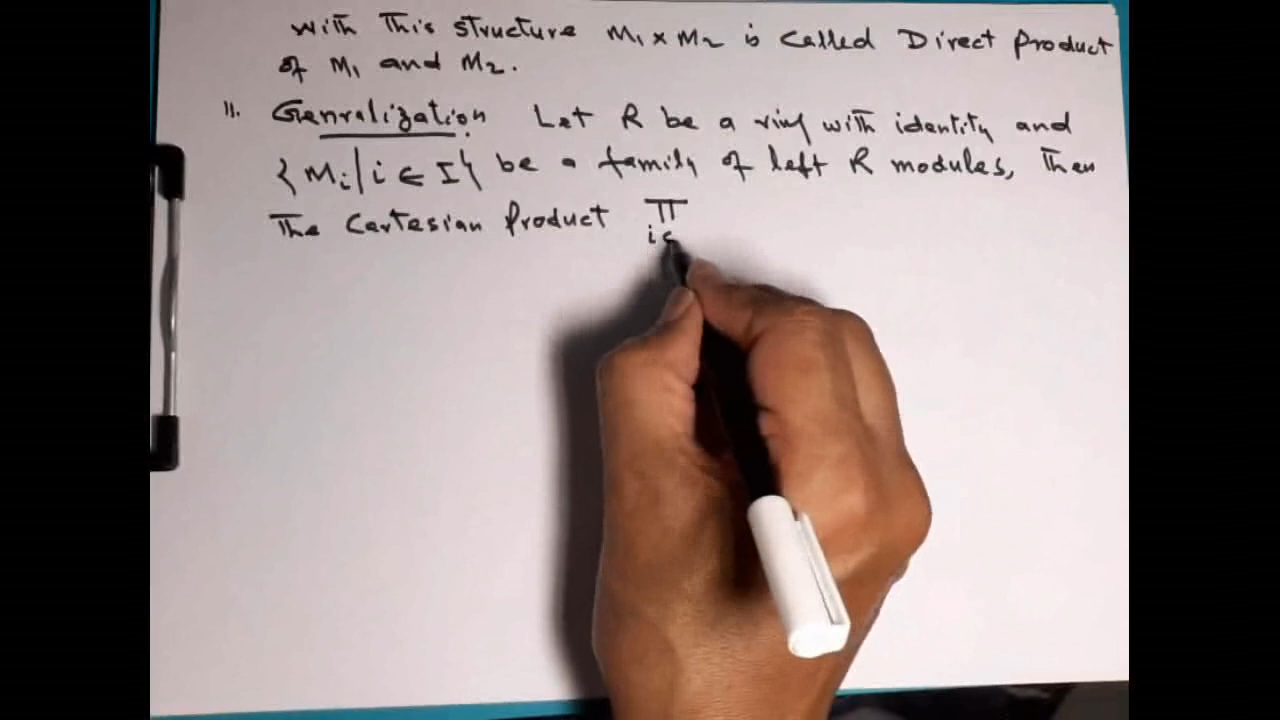 with This structure M₁ × M₂ is called Direct product
of M₁ and M₂.
11. Genralization Let R be a ring with identity and
{Mi | i ∈ I} be a family of left R modules, Then
The Cartesian Product Π
i ∈